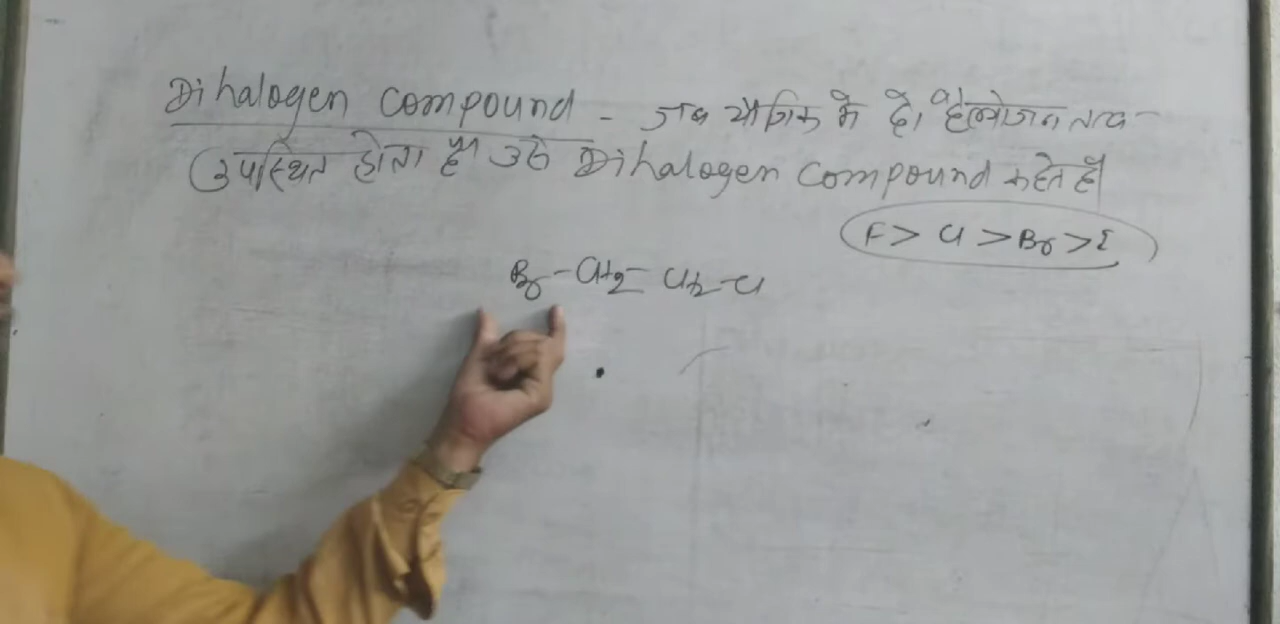 Dihalogen compound - जब यौगिक मे दो हैलोजन तत्व
उपस्थित होता है उसे Dihalogen compound कहते हैं
F > Cl > Br > I
Br - CH2 - CH2 - Cl